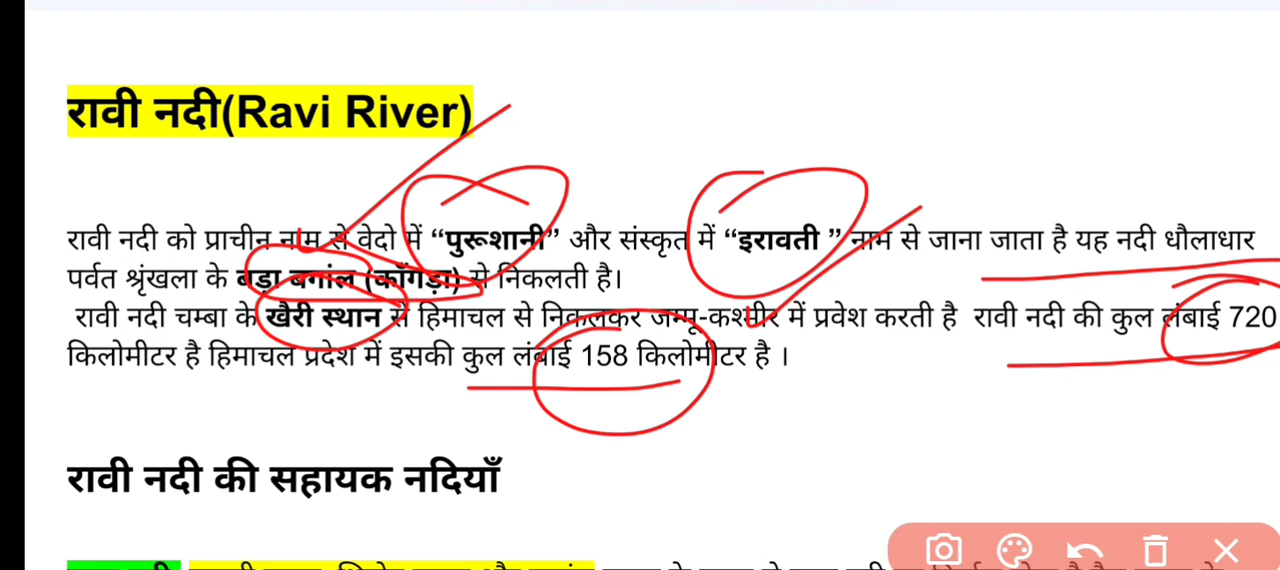 रावी नदी(Ravi River)
रावी नदी को प्राचीन नाम से वेदो में “पुरूशानी” और संस्कृत में “इरावती ” नाम से जाना जाता है यह नदी धौलाधार
पर्वत श्रृंखला के बड़ा बगांल (काँगड़ा) से निकलती है।
रावी नदी चम्बा के खैरी स्थान से हिमाचल से निकलकर जम्मू-कश्मीर में प्रवेश करती है रावी नदी की कुल लंबाई 720
किलोमीटर है हिमाचल प्रदेश में इसकी कुल लंबाई 158 किलोमीटर है ।
रावी नदी की सहायक नदियाँ